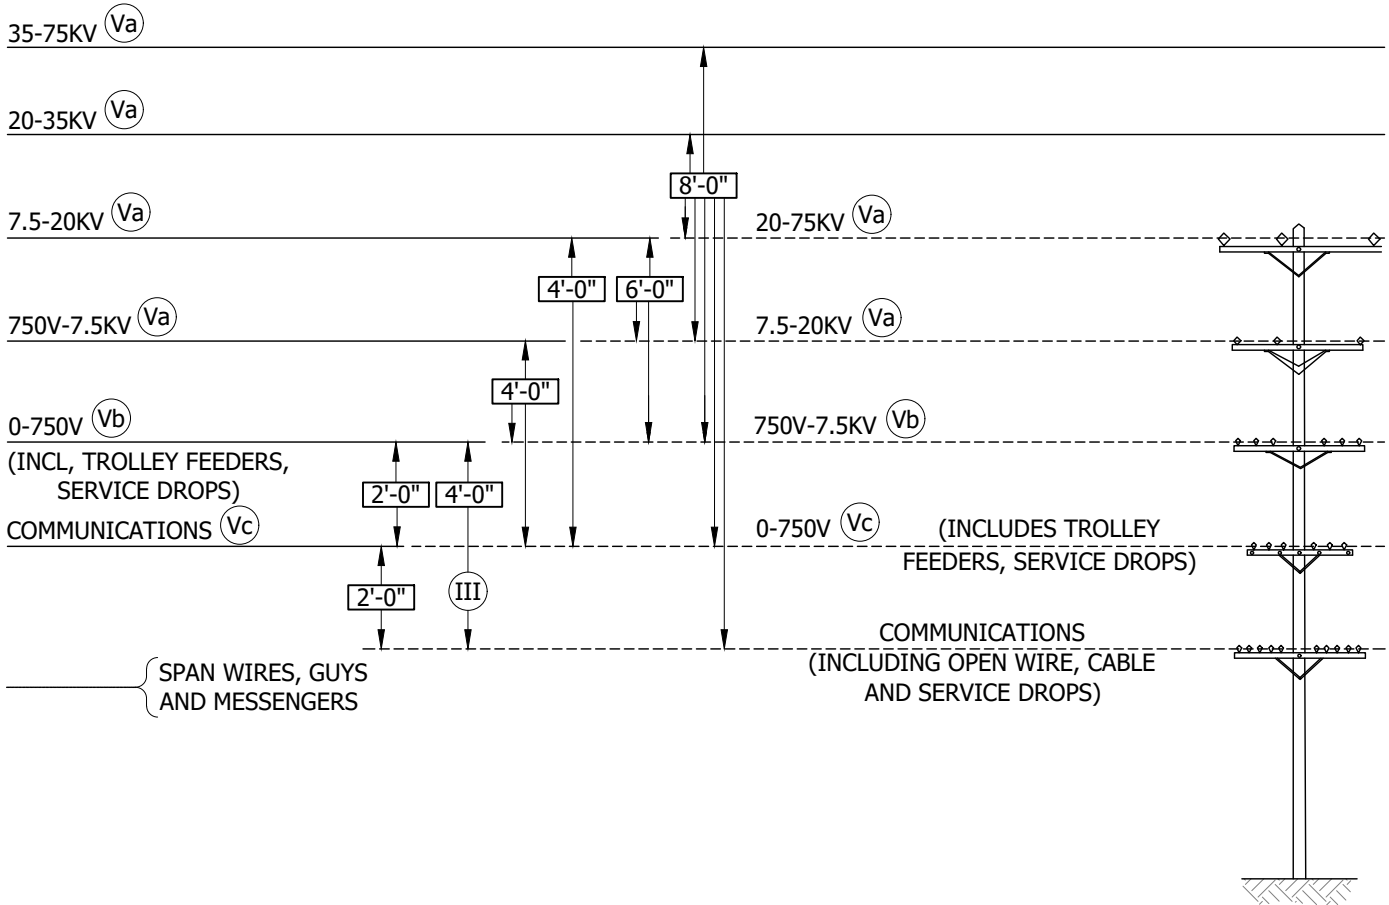 35-75KV Va
20-35KV Va
8'-0"
7.5-20KV Va
20-75KV Va
4'-0"
6'-0"
750V-7.5KV Va
7.5-20KV Va
4'-0"
0-750V Vb
750V-7.5KV Vb
(INCL, TROLLEY FEEDERS,
SERVICE DROPS)
2'-0"
4'-0"
COMMUNICATIONS Vc
0-750V Vc
(INCLUDES TROLLEY
FEEDERS, SERVICE DROPS)
2'-0"
III
COMMUNICATIONS
(INCLUDING OPEN WIRE, CABLE
AND SERVICE DROPS)
SPAN WIRES, GUYS
AND MESSENGERS